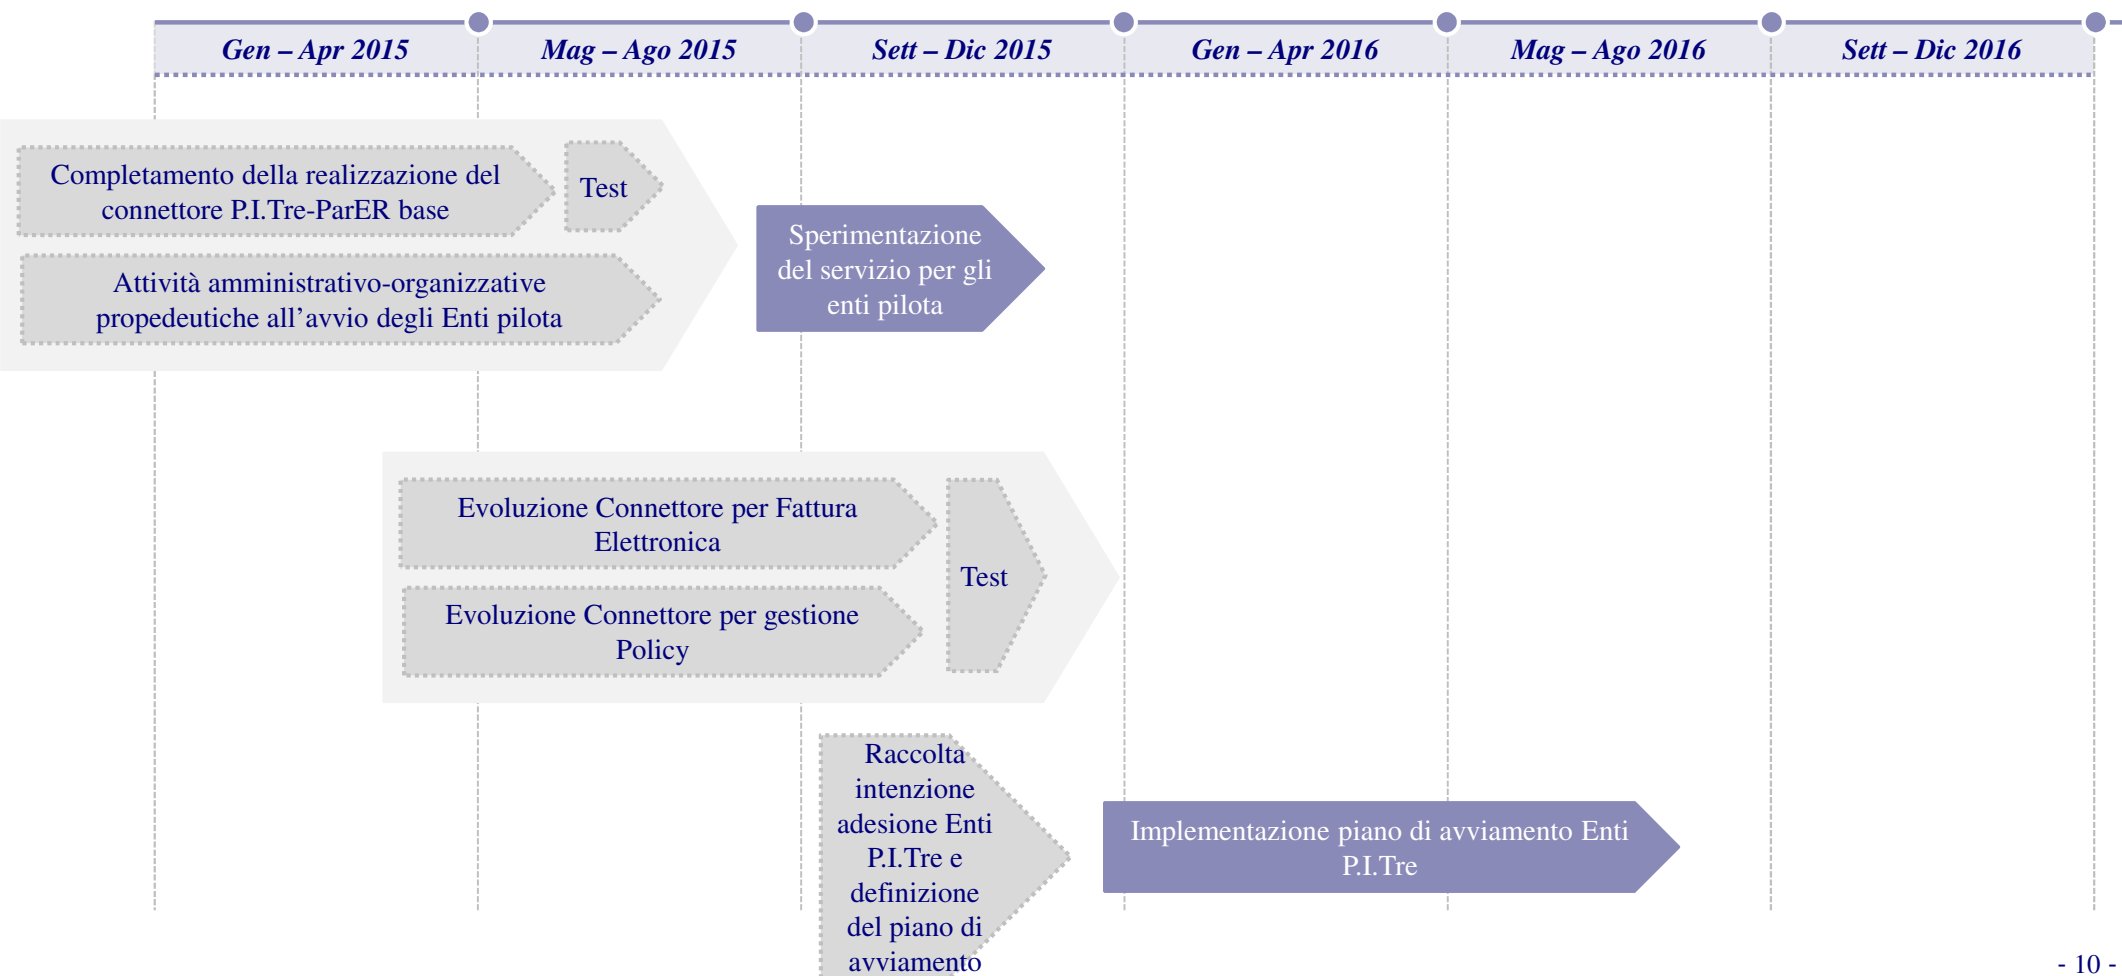 Gen – Apr 2015
Mag – Ago 2015
Sett – Dic 2015
Gen – Apr 2016
Mag – Ago 2016
Sett – Dic 2016
Completamento della realizzazione del
connettore P.I.Tre-ParER base
Test
Attività amministrativo-organizzative
propedeutiche all’avvio degli Enti pilota
Sperimentazione
del servizio per gli
enti pilota
Evoluzione Connettore per Fattura
Elettronica
Evoluzione Connettore per gestione
Policy
Test
Raccolta
intenzione
adesione Enti
P.I.Tre e
definizione
del piano di
avviamento
Implementazione piano di avviamento Enti
P.I.Tre
- 10 -